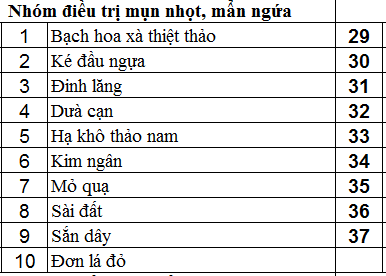 Nhóm điều trị mụn nhọt, mẩn ngứa
1 Bạch hoa xà thiệt thảo 29
2 Ké đầu ngựa 30
3 Đinh lăng 31
4 Dừa cạn 32
5 Hạ khô thảo nam 33
6 Kim ngân 34
7 Mỏ quạ 35
8 Sài đất 36
9 Sắn dây 37
10 Đơn lá đỏ